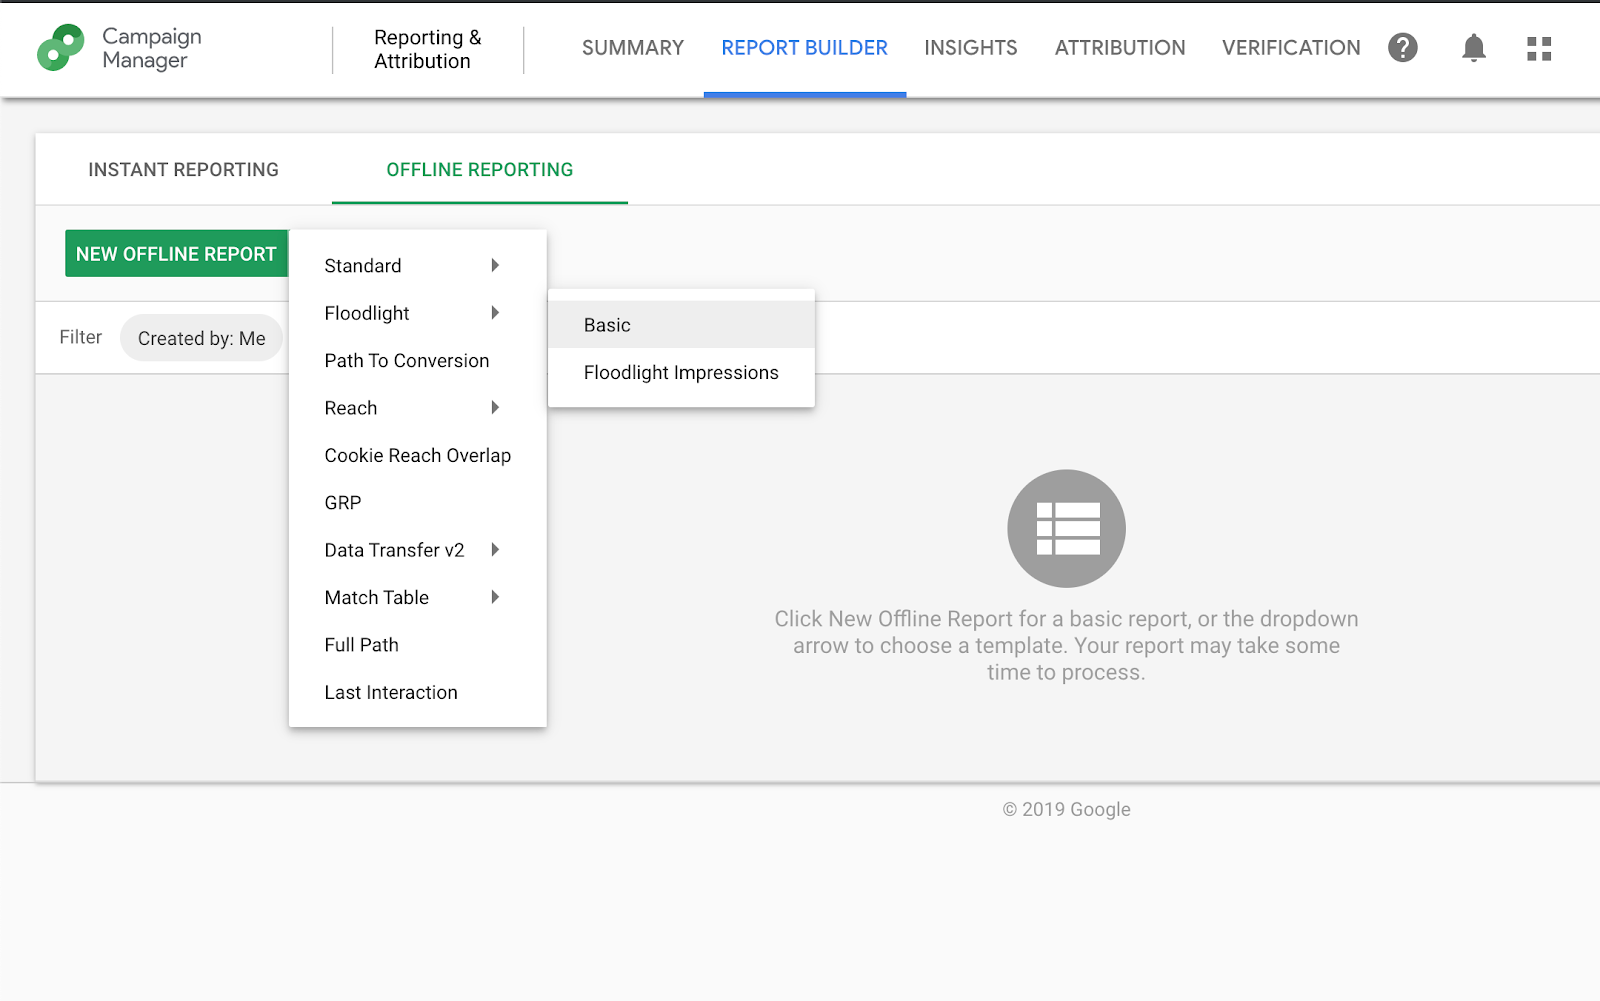 Campaign
Manager
Reporting &
Attribution
SUMMARY
REPORT BUILDER
INSIGHTS
ATTRIBUTION
VERIFICATION
?
INSTANT REPORTING
OFFLINE REPORTING
NEW OFFLINE REPORT
Filter
Created by: Me
Standard
Floodlight
Path To Conversion
Reach
Cookie Reach Overlap
GRP
Data Transfer v2
Match Table
Full Path
Last Interaction
Basic
Floodlight Impressions
Click New Offline Report for a basic report, or the dropdown
arrow to choose a template. Your report may take some
time to process.
© 2019 Google